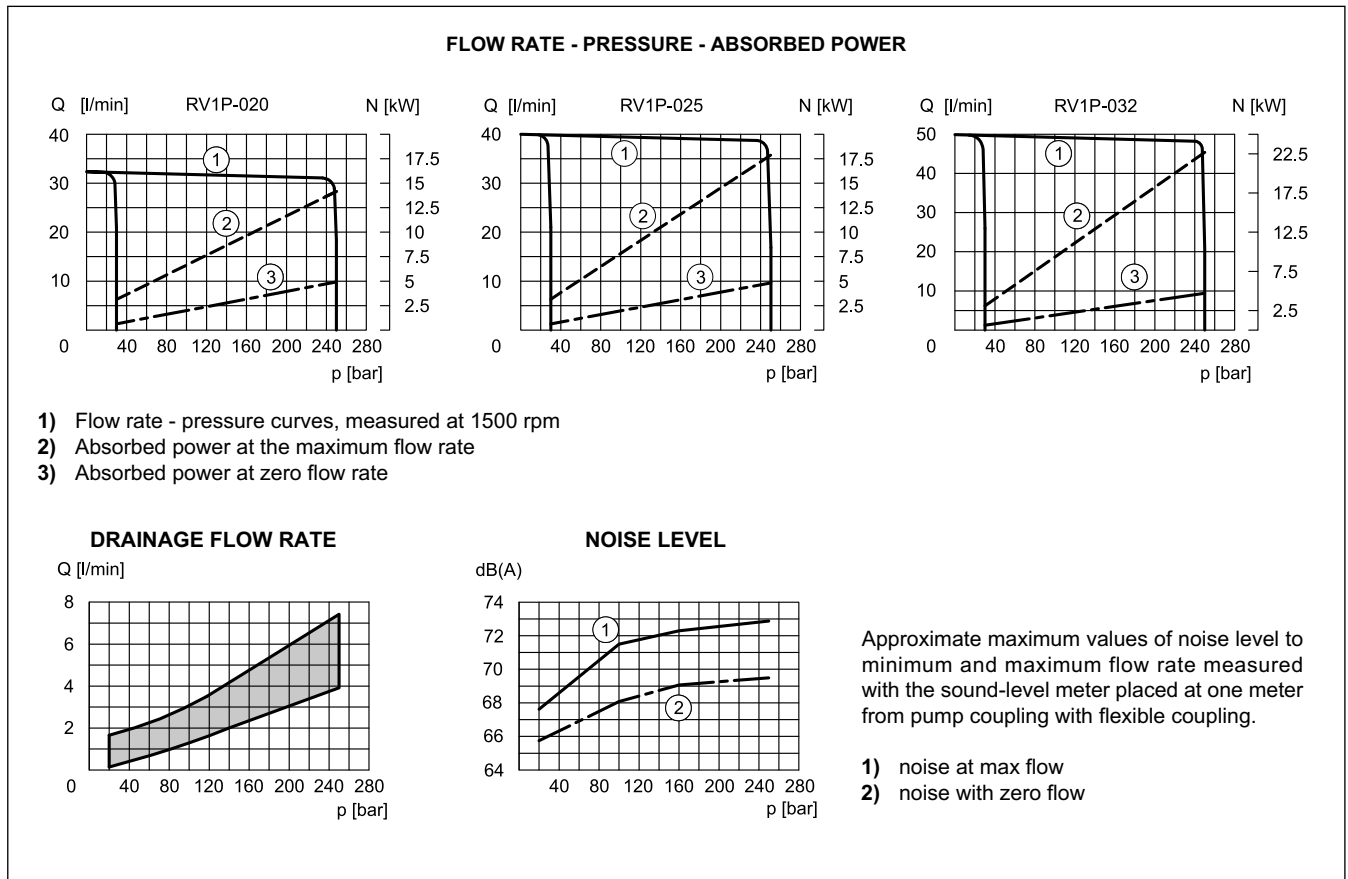 FLOW RATE - PRESSURE - ABSORBED POWER
Q [l/min] RV1P-020 N [kW]
40
30
20
10
0
17.5
15
12.5
10
7.5
5
2.5
1
2
3
40 80 120 160 200 240 280
p [bar]
Q [l/min] RV1P-025 N [kW]
40
30
20
10
0
17.5
15
12.5
10
7.5
5
2.5
1
2
3
40 80 120 160 200 240 280
p [bar]
Q [l/min] RV1P-032 N [kW]
50
40
30
20
10
0
22.5
17.5
12.5
7.5
2.5
1
2
3
40 80 120 160 200 240 280
p [bar]
1) Flow rate - pressure curves, measured at 1500 rpm
2) Absorbed power at the maximum flow rate
3) Absorbed power at zero flow rate
DRAINAGE FLOW RATE
Q [l/min]
8
6
4
2
0
40 80 120 160 200 240 280
p [bar]
NOISE LEVEL
dB(A)
74
72
70
68
66
64
1
2
40 80 120 160 200 240 280
p [bar]
Approximate maximum values of noise level to
minimum and maximum flow rate measured
with the sound-level meter placed at one meter
from pump coupling with flexible coupling.
1) noise at max flow
2) noise with zero flow